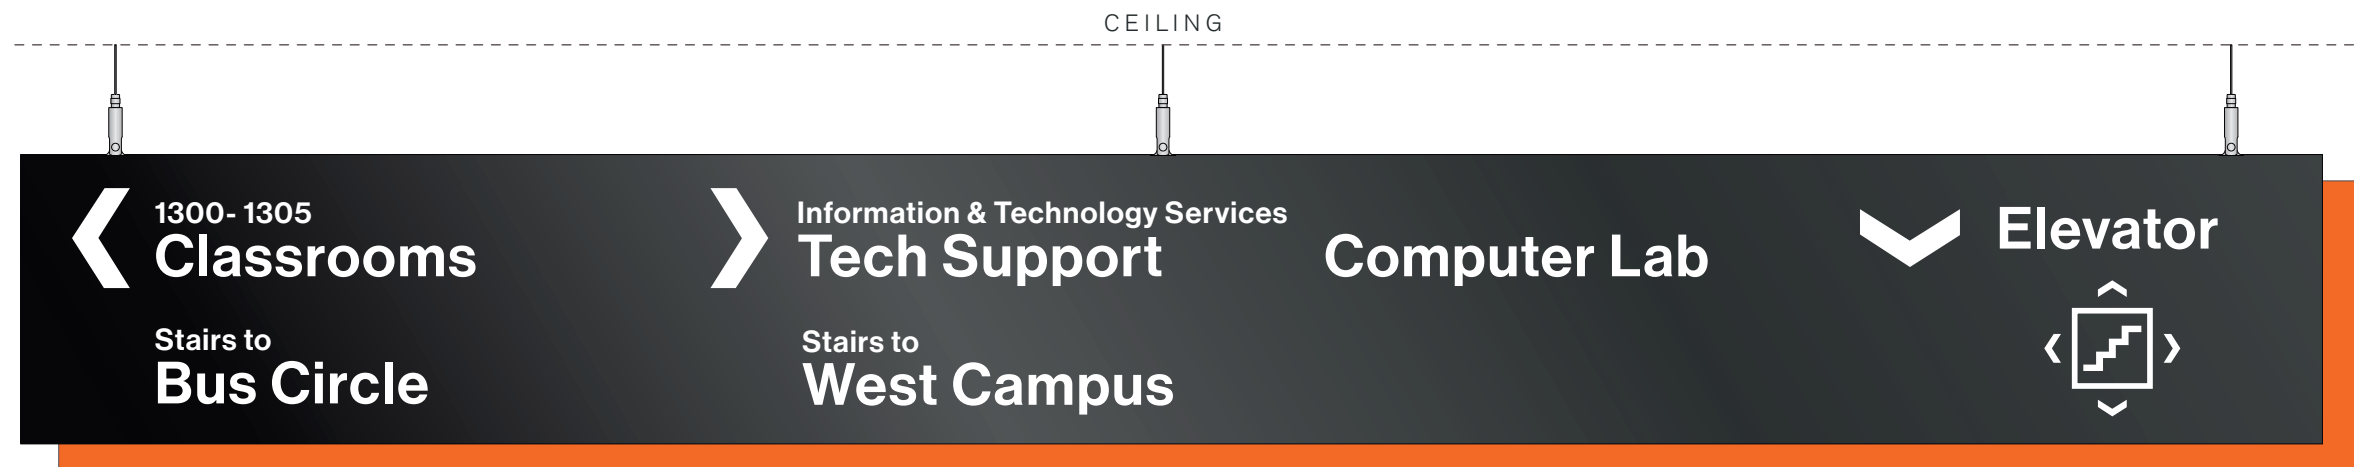 CEILING
1300- 1305
Classrooms
Stairs to
Bus Circle
Information & Technology Services
Tech Support
Computer Lab
Stairs to
West Campus
Elevator